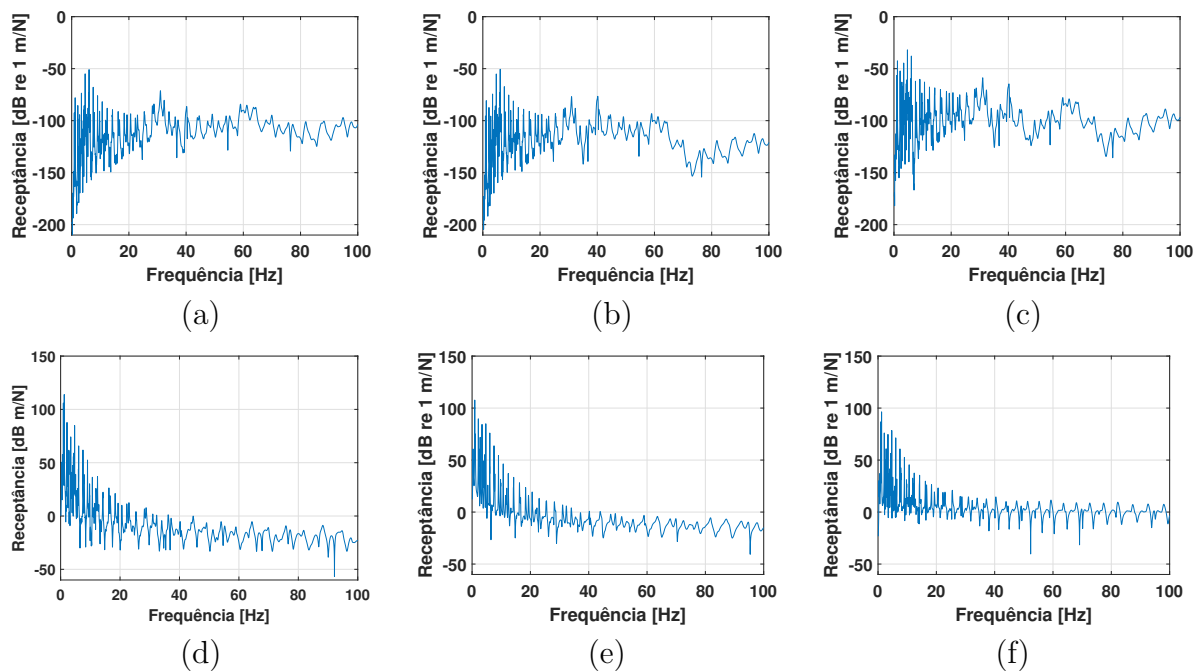 Receptância [dB re 1 m/N]
0
-50
-100
-150
-200
0 20 40 60 80 100
Frequência [Hz]
(a)
Receptância [dB re 1 m/N]
0
-50
-100
-150
-200
0 20 40 60 80 100
Frequência [Hz]
(b)
Receptância [dB re 1 m/N]
0
-50
-100
-150
-200
0 20 40 60 80 100
Frequência [Hz]
(c)
Receptância [dB m/N]
150
100
50
0
-50
0 20 40 60 80 100
Frequência [Hz]
(d)
Receptância [dB re 1 m/N]
150
100
50
0
-50
0 20 40 60 80 100
Frequência [Hz]
(e)
Receptância [dB re 1 m/N]
150
100
50
0
-50
0 20 40 60 80 100
Frequência [Hz]
(f)